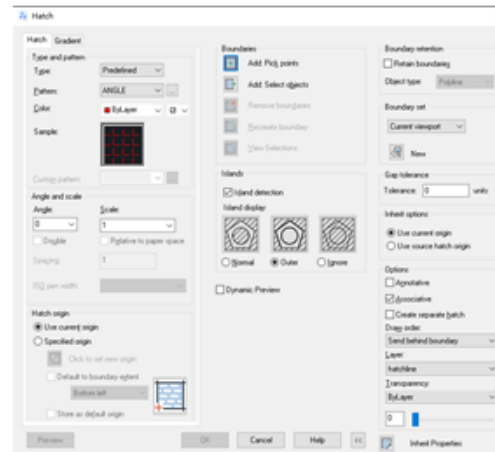 Hatch
Hatch Gradient
Type and pattern
Type: Predefined
Pattern: ANGLE ...
Color: ByLayer
Sample:
Custom pattern:
Angle and scale
Angle: Scale:
0 1
Double Relative to paper space
Spacing: 1
ISO pen width:
Hatch origin
Use current origin
Specified origin
Click to set new origin
Default to boundary extent
Bottom left
Store as default origin
Preview
Boundaries
Add: Pick points
Add: Select objects
Remove boundaries
Recreate boundary
View Selections
Islands
Island detection
Island display:
Normal Outer Ignore
Dynamic Preview
OK Cancel Help <<
Boundary retention
Retain boundaries
Object type: Polyline
Boundary set
Current viewport
New
Gap tolerance
Tolerance: 0 units
Inherit options
Use current origin
Use source hatch origin
Options
Annotative
Associative
Create separate hatch
Draw order:
Send behind boundary
Layer:
hatchline
Transparency:
ByLayer
0
Inherit Properties